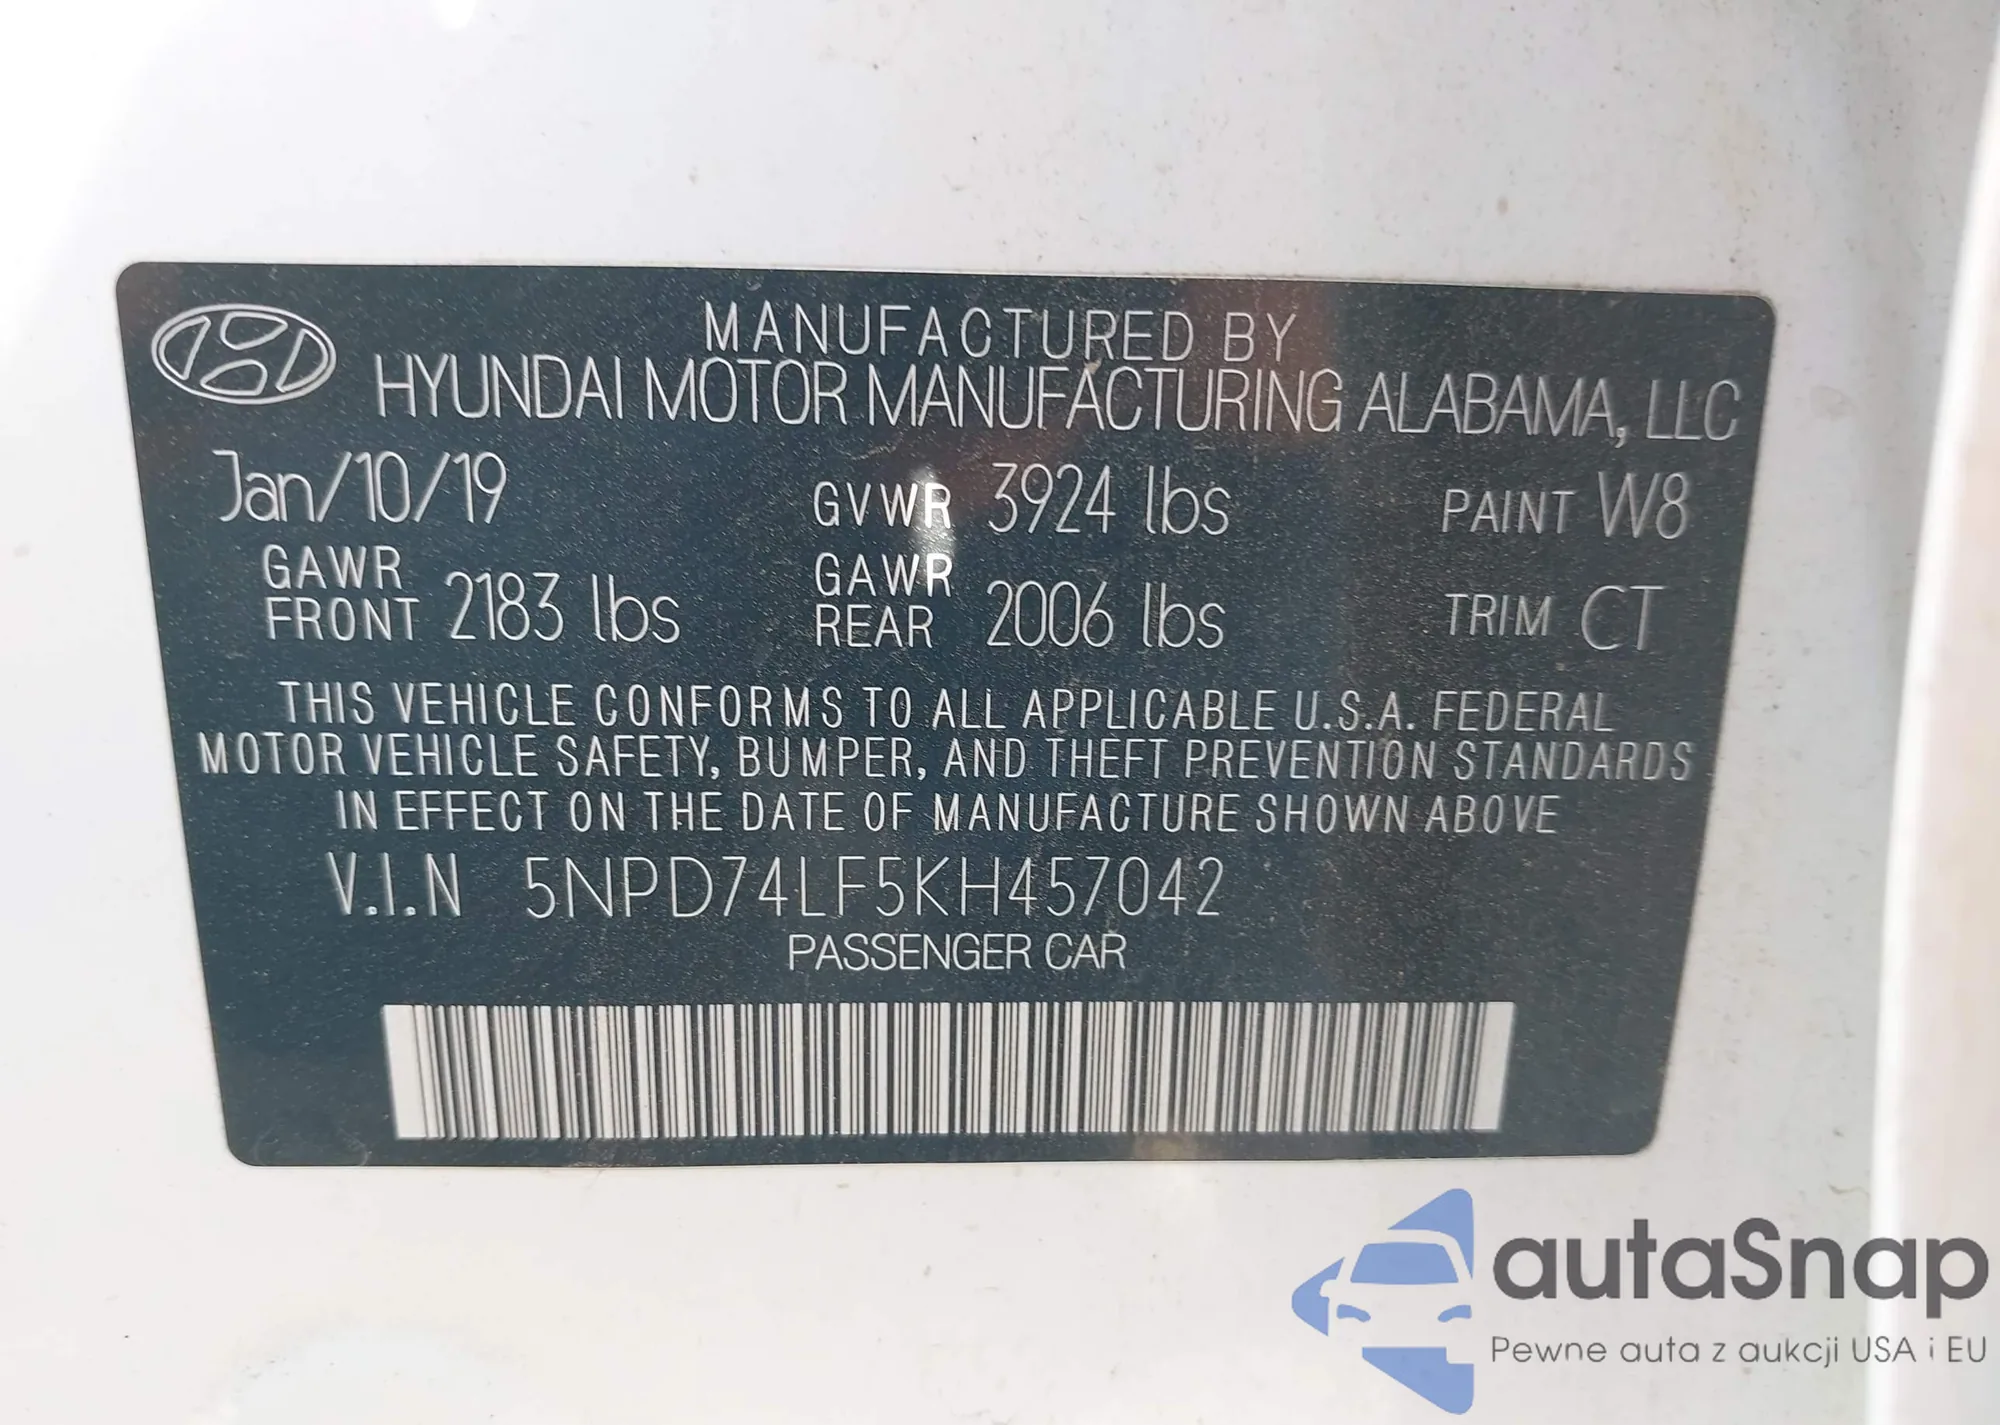 MANUFACTURED BY
HYUNDAI MOTOR MANUFACTURING ALABAMA, LLC
Jan/10/19 GVWR 3924 lbs PAINT W8
GAWR FRONT 2183 lbs GAWR REAR 2006 lbs TRIM CT
THIS VEHICLE CONFORMS TO ALL APPLICABLE U.S.A. FEDERAL
MOTOR VEHICLE SAFETY, BUMPER, AND THEFT PREVENTION STANDARDS
IN EFFECT ON THE DATE OF MANUFACTURE SHOWN ABOVE
V.I.N 5NPD74LF5KH457042
PASSENGER CAR
autaSnap
Pewne auta z aukcji USA i EU